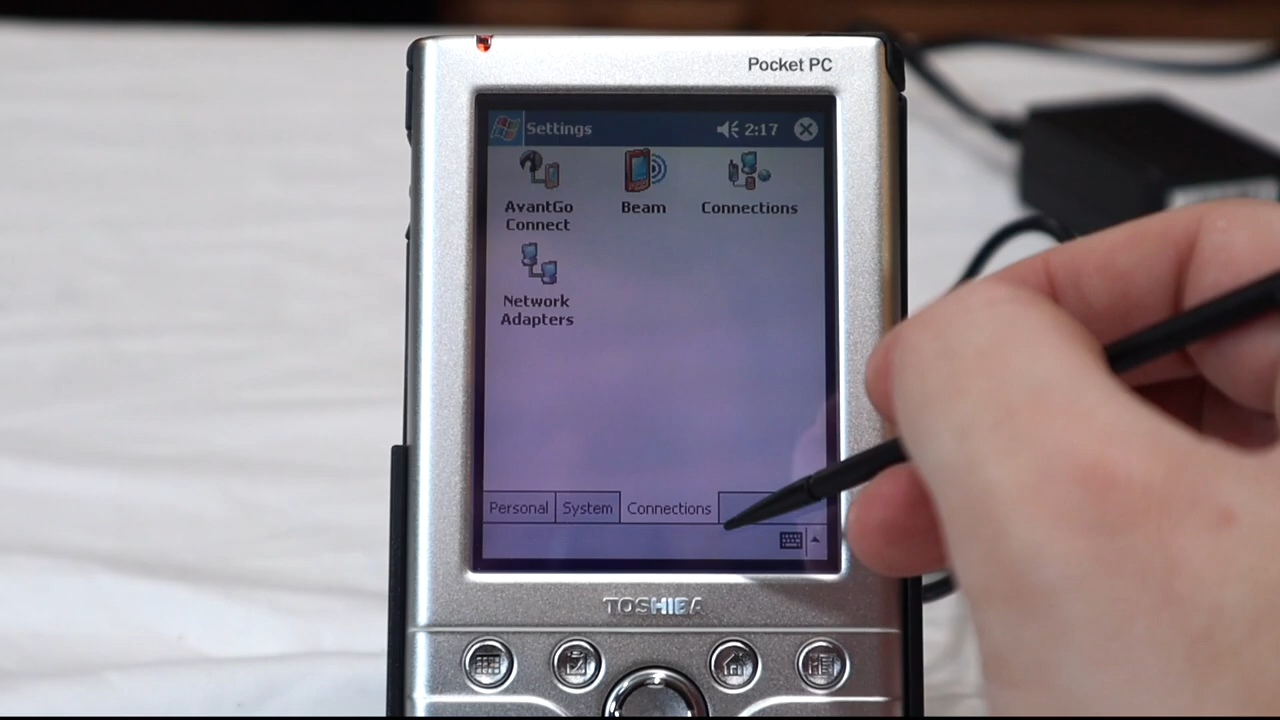 Pocket PC
Settings 2:17
AvantGo
Connect
Beam
Connections
Network
Adapters
Personal System Connections
TOSHIBA